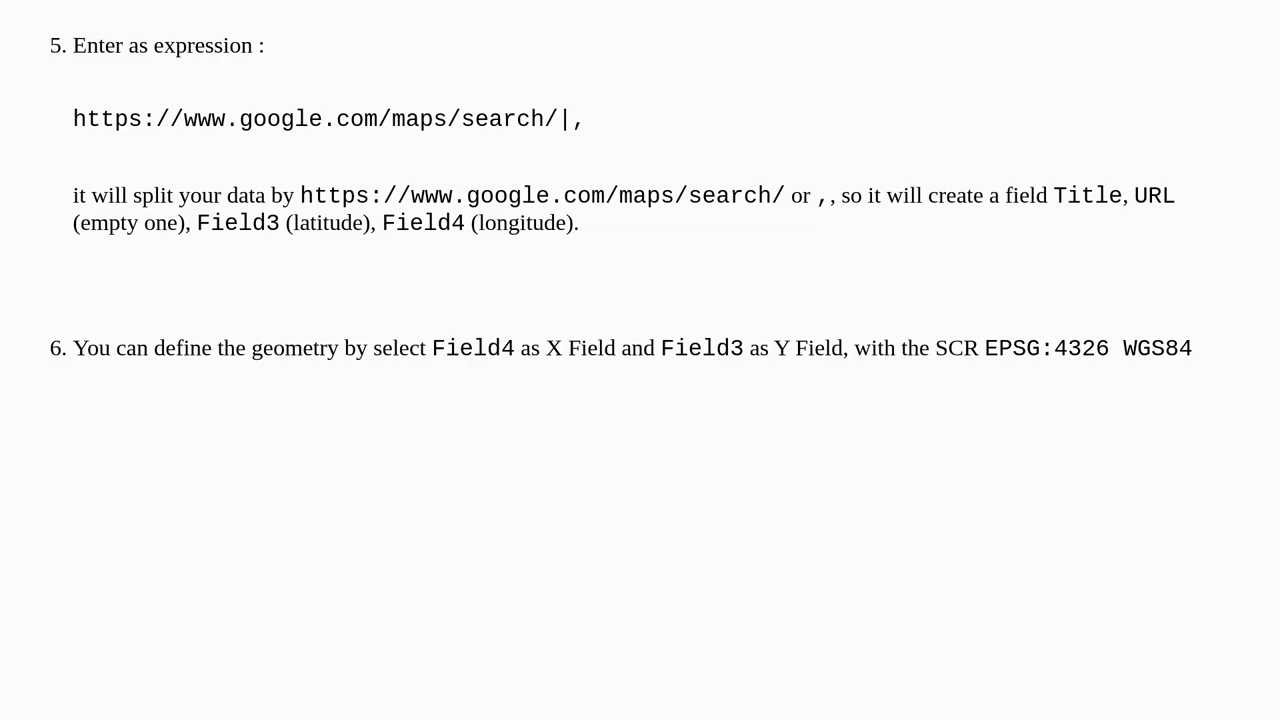 5. Enter as expression :
https://www.google.com/maps/search/|,
it will split your data by https://www.google.com/maps/search/ or ,, so it will create a field Title, URL
(empty one), Field3 (latitude), Field4 (longitude).
6. You can define the geometry by select Field4 as X Field and Field3 as Y Field, with the SCR EPSG:4326 WGS84